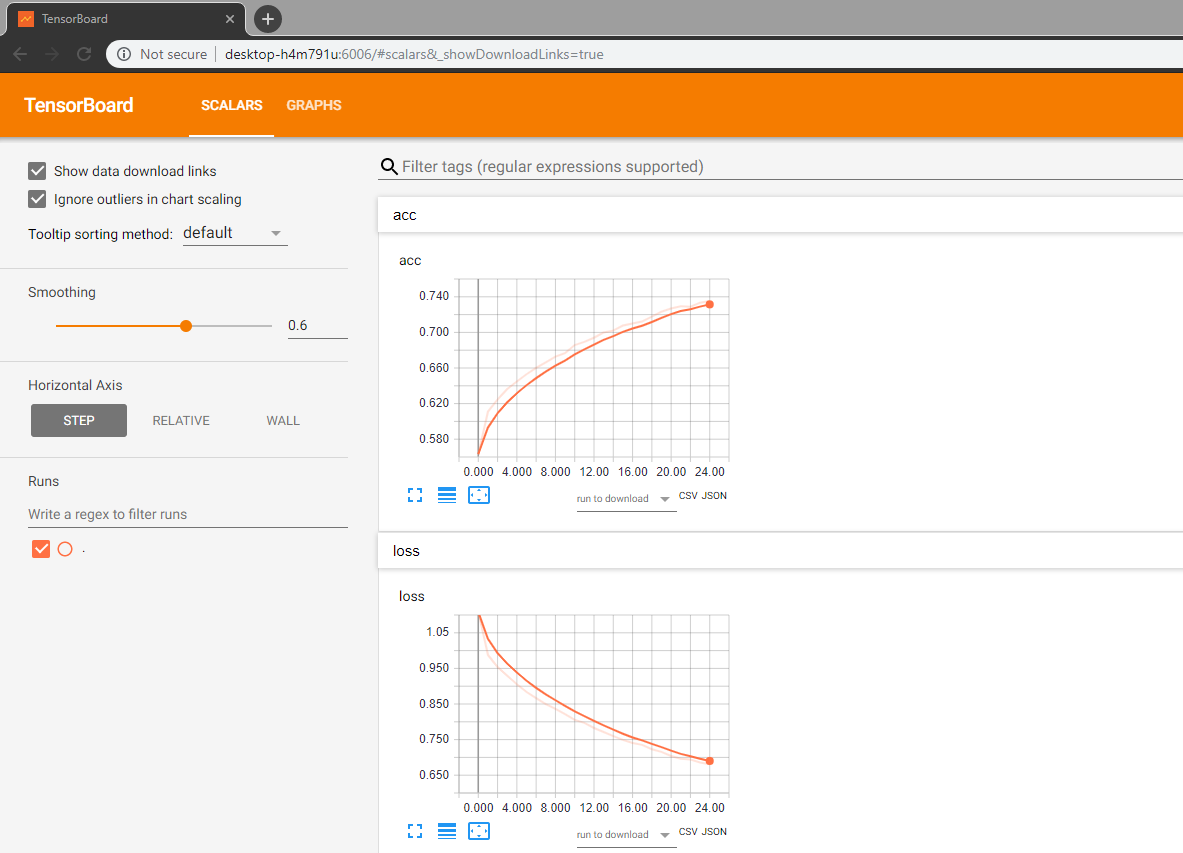 TensorBoard
Not secure desktop-h4m791u:6006/#scalars&_showDownloadLinks=true
TensorBoard SCALARS GRAPHS
Show data download links
Ignore outliers in chart scaling
Tooltip sorting method: default
Smoothing
0.6
Horizontal Axis
STEP RELATIVE WALL
Runs
Write a regex to filter runs
.
Filter tags (regular expressions supported)
acc
acc
0.740
0.700
0.660
0.620
0.580
0.000 4.000 8.000 12.00 16.00 20.00 24.00
run to download CSV JSON
loss
loss
1.05
0.950
0.850
0.750
0.650
0.000 4.000 8.000 12.00 16.00 20.00 24.00
run to download CSV JSON